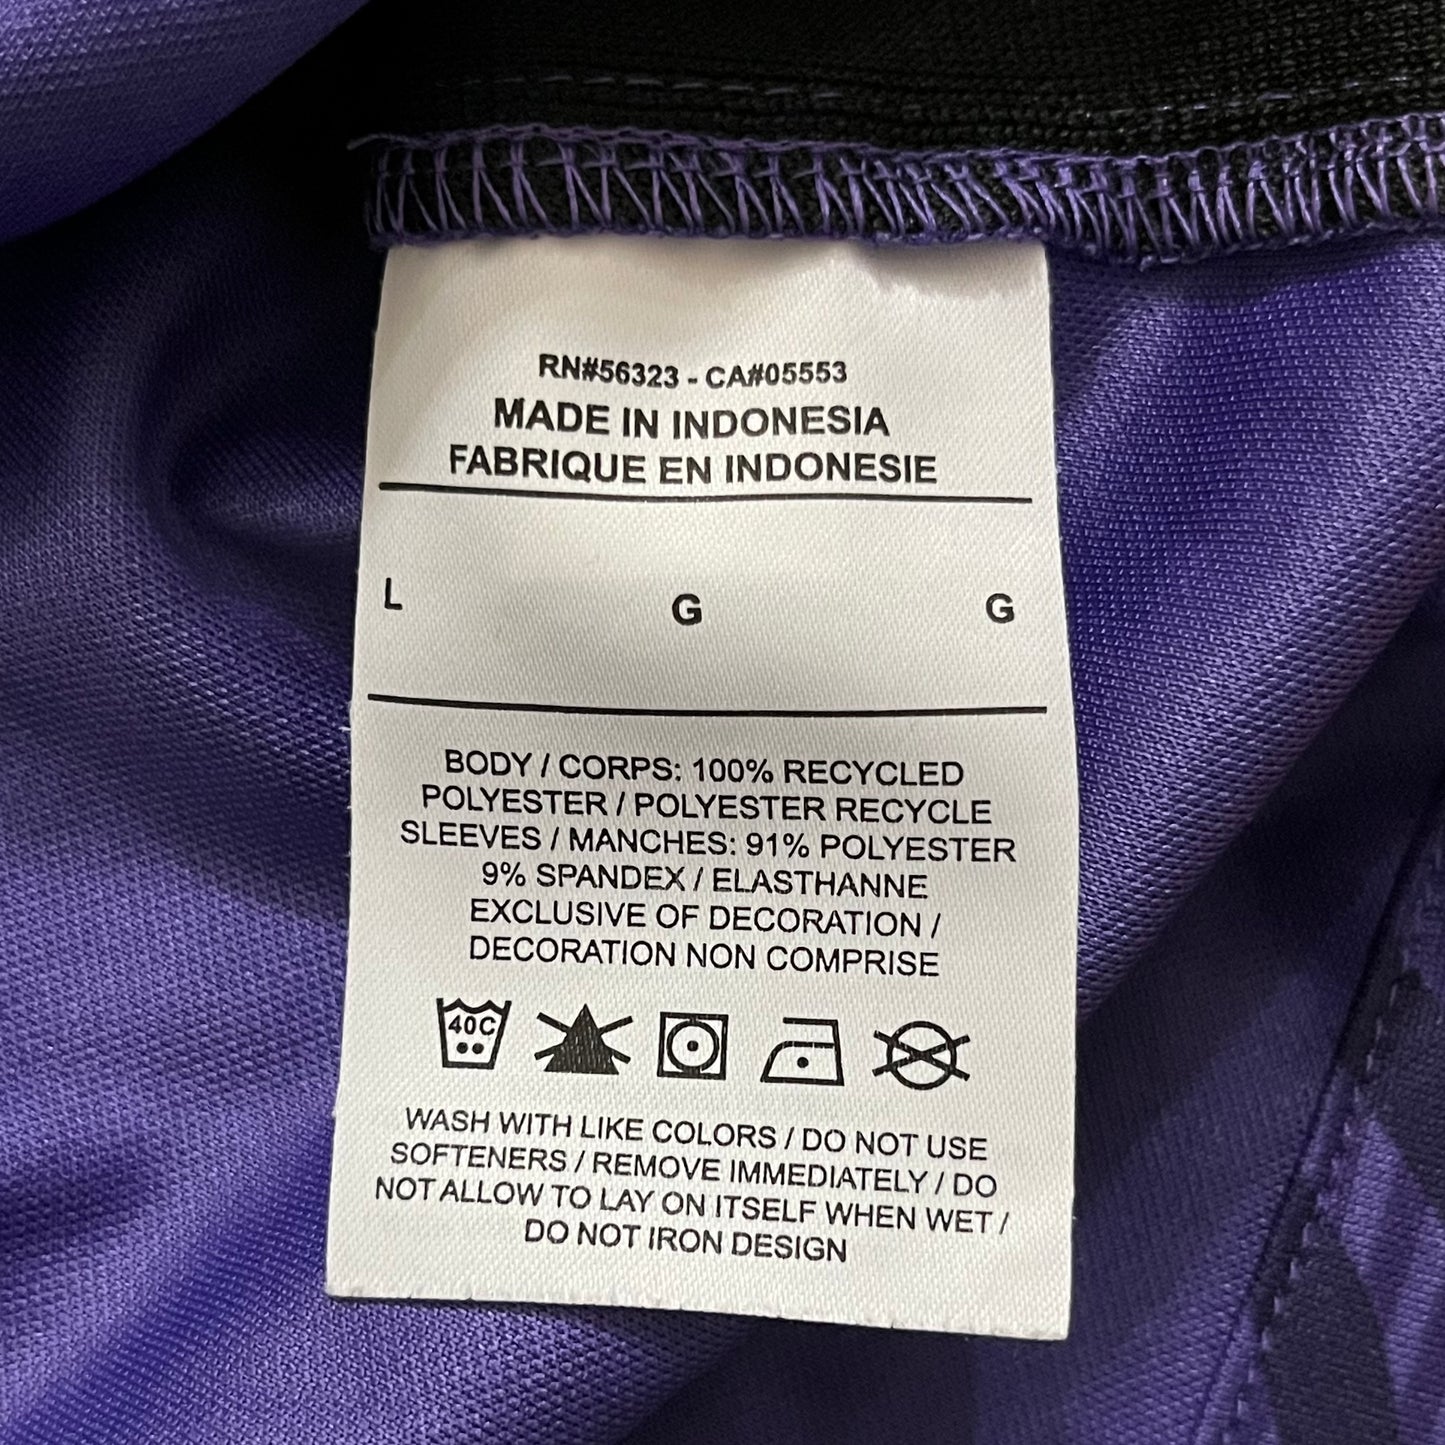 RN#56323 - CA#05553
MADE IN INDONESIA
FABRIQUE EN INDONESIE
L G G
BODY / CORPS: 100% RECYCLED
POLYESTER / POLYESTER RECYCLE
SLEEVES / MANCHES: 91% POLYESTER
9% SPANDEX / ELASTHANNE
EXCLUSIVE OF DECORATION /
DECORATION NON COMPRISE
40C
WASH WITH LIKE COLORS / DO NOT USE
SOFTENERS / REMOVE IMMEDIATELY / DO
NOT ALLOW TO LAY ON ITSELF WHEN WET /
DO NOT IRON DESIGN